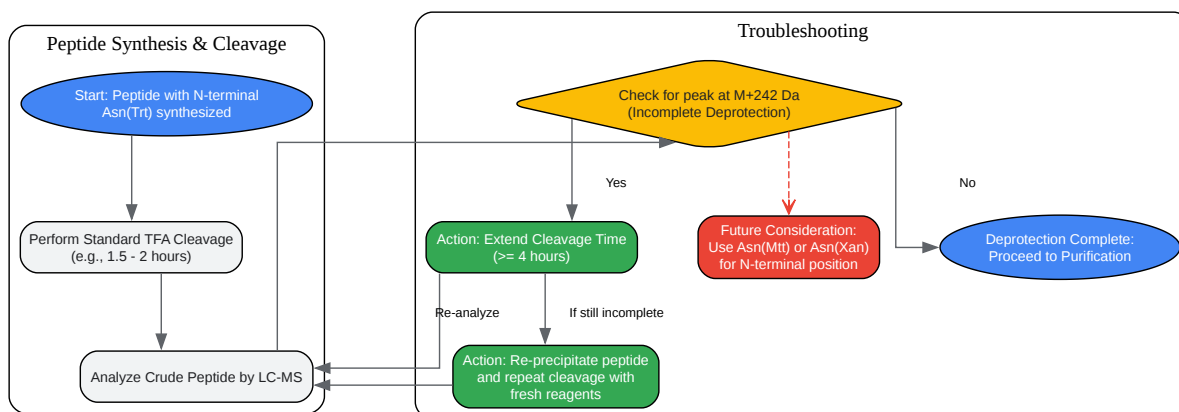 Peptide Synthesis & Cleavage
Start: Peptide with N-terminal
Asn(Trt) synthesized
Perform Standard TFA Cleavage
(e.g., 1.5 - 2 hours)
Analyze Crude Peptide by LC-MS
Troubleshooting
Check for peak at M+242 Da
(Incomplete Deprotection)
Yes
No
Action: Extend Cleavage Time
(>= 4 hours)
Future Consideration:
Use Asn(Mtt) or Asn(Xan)
for N-terminal position
Deprotection Complete:
Proceed to Purification
Re-analyze
If still incomplete
Action: Re-precipitate peptide
and repeat cleavage with
fresh reagents